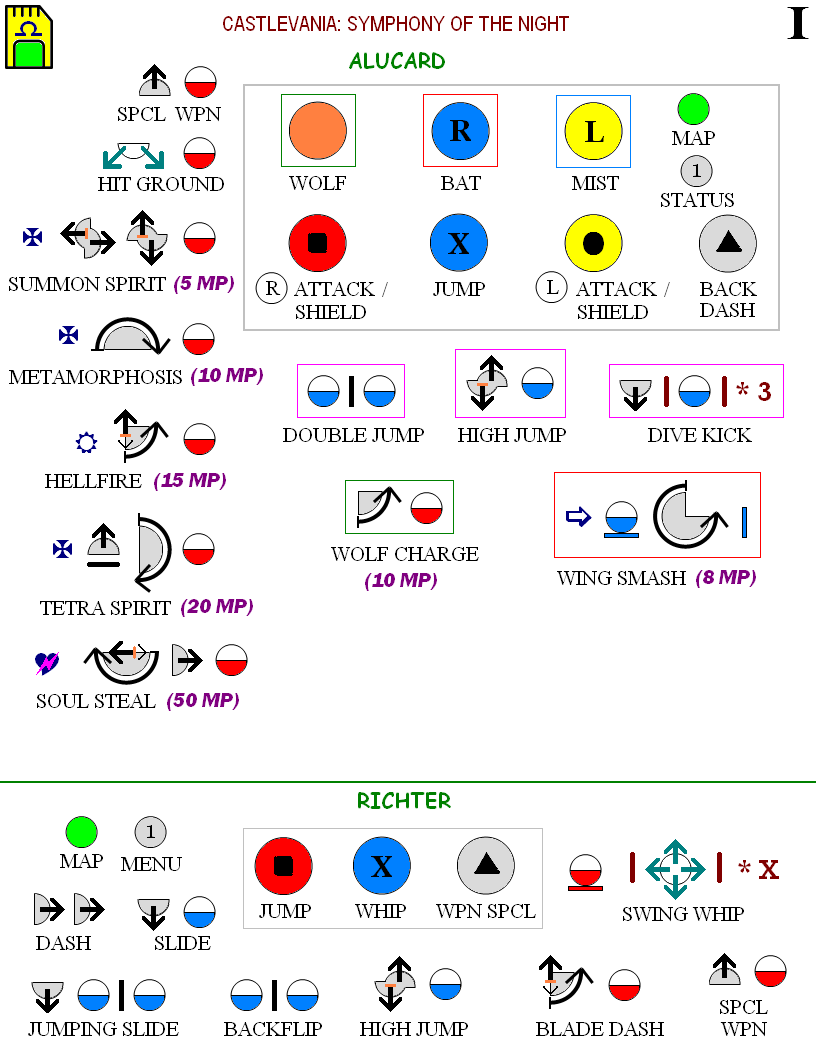 CASTLEVANIA: SYMPHONY OF THE NIGHT
I
ALUCARD
SPCL WPN
HIT GROUND
SUMMON SPIRIT (5 MP)
METAMORPHOSIS (10 MP)
HELLFIRE (15 MP)
TETRA SPIRIT (20 MP)
SOUL STEAL (50 MP)
WOLF
R
BAT
L
MIST
MAP
1
STATUS
R ATTACK /
SHIELD
X
JUMP
L ATTACK /
SHIELD
BACK
DASH
DOUBLE JUMP
HIGH JUMP
* 3
DIVE KICK
WOLF CHARGE
(10 MP)
WING SMASH (8 MP)
RICHTER
MAP
1
MENU
JUMP
X
WHIP
WPN SPCL
* X
SWING WHIP
DASH
SLIDE
JUMPING SLIDE
BACKFLIP
HIGH JUMP
BLADE DASH
SPCL
WPN